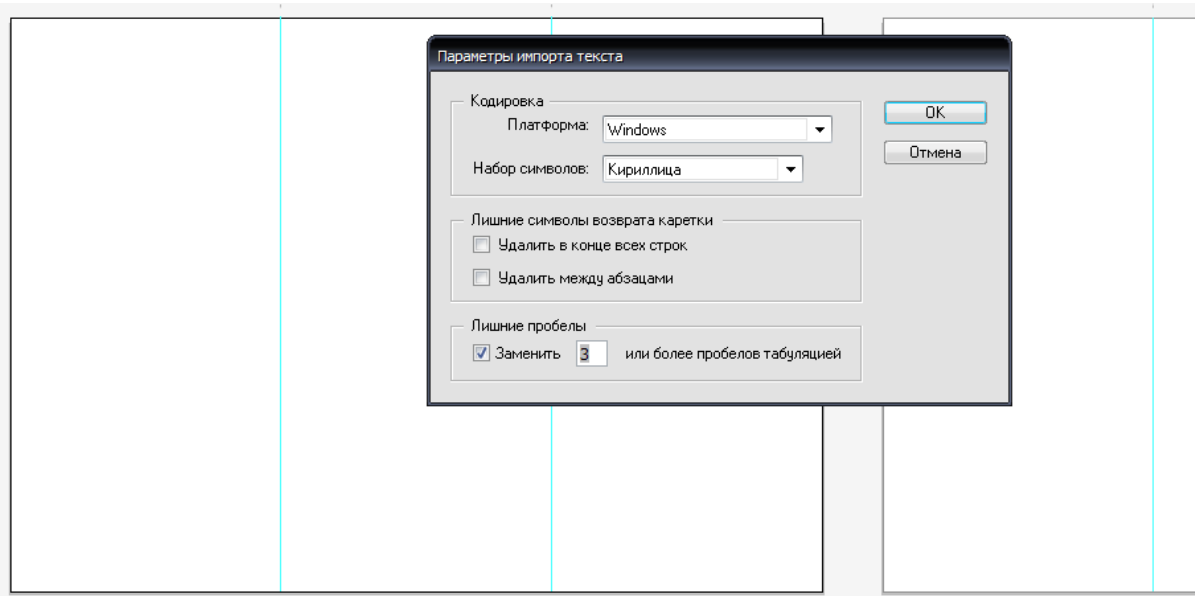 Параметры импорта текста
Кодировка
Платформа: Windows
OK
Набор символов: Кириллица
Отмена
Лишние символы возврата каретки
Удалить в конце всех строк
Удалить между абзацами
Лишние пробелы
Заменить 3 или более пробелов табуляцией